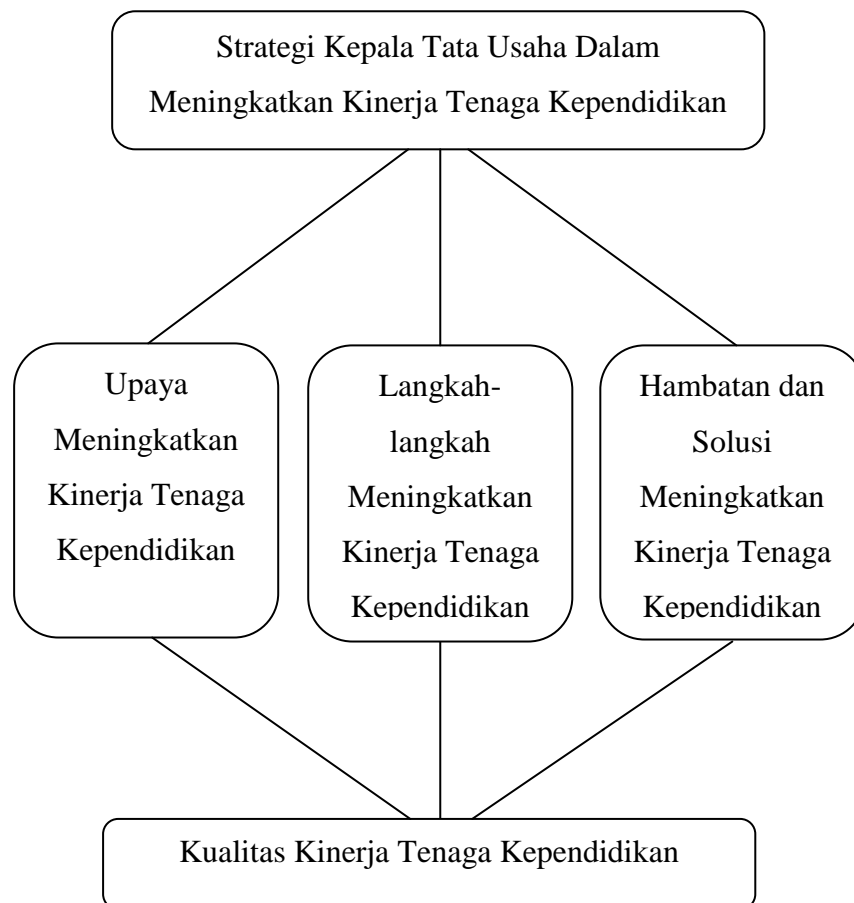 Strategi Kepala Tata Usaha Dalam
Meningkatkan Kinerja Tenaga Kependidikan
Upaya
Meningkatkan
Kinerja Tenaga
Kependidikan
Langkah-
langkah
Meningkatkan
Kinerja Tenaga
Kependidikan
Hambatan dan
Solusi
Meningkatkan
Kinerja Tenaga
Kependidikan
Kualitas Kinerja Tenaga Kependidikan